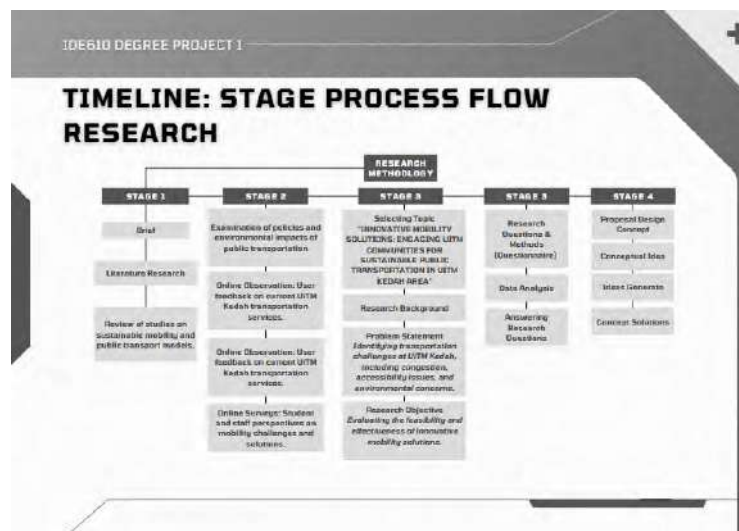 IDE610 DEGREE PROJECT 1
TIMELINE: STAGE PROCESS FLOW
RESEARCH
RESEARCH
METHODOLOGY
STAGE 1
Brief
Literature Research
Review of studies on
sustainable mobility and
public transport models.
STAGE 2
Examination of policies and
environmental impacts of
public transportation
Online Observation: User
feedback on current UiTM
Kedah transportation
services.
Online Observation: User
feedback on current UiTM
Kedah transportation
services.
Online Surveys: Student
and staff perspectives on
mobility challenges and
solutions.
STAGE 3
Selecting Topic
"INNOVATIVE MOBILITY
SOLUTIONS: ENGAGING UITM
COMMUNITIES FOR
SUSTAINABLE PUBLIC
TRANSPORTATION IN UITM
KEDAH AREA"
Research Background
Problem Statement
Identifying transportation
challenges at UiTM Kedah,
including congestion,
accessibility issues, and
environmental concerns.
Research Objective
Evaluating the feasibility and
effectiveness of innovative
mobility solutions.
STAGE 3
Research
Questions &
Methods
(Questionnaire)
Data Analysis
Answering
Research
Questions
STAGE 4
Proposal Design
Concept
Conceptual Idea
Ideas Generate
Concept Solutions